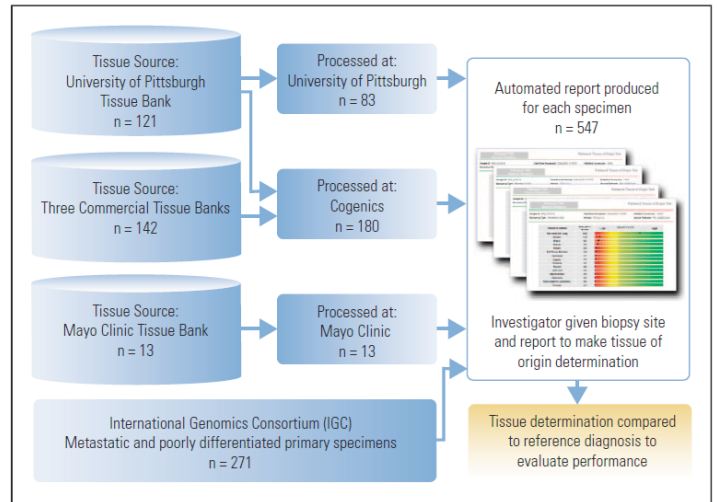 Tissue Source:
University of Pittsburgh
Tissue Bank
n = 121
Processed at:
University of Pittsburgh
n = 83
Automated report produced
for each specimen
n = 547
Tissue Source:
Three Commercial Tissue Banks
n = 142
Processed at:
Cogenics
n = 180
Tissue Source:
Mayo Clinic Tissue Bank
n = 13
Processed at:
Mayo Clinic
n = 13
Investigator given biopsy site
and report to make tissue of
origin determination
International Genomics Consortium (IGC)
Metastatic and poorly differentiated primary specimens
n = 271
Tissue determination compared
to reference diagnosis to
evaluate performance